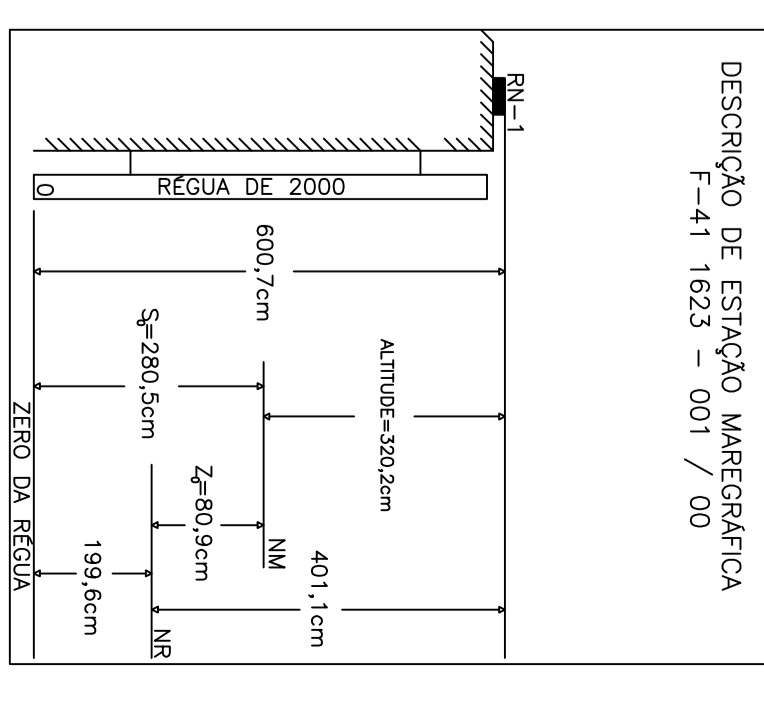 DESCRIÇÃO DE ESTAÇÃO MAREGRÁFICA
F-41 1623 - 001 / 00
RN-1
RÉGUA DE 2000
0
600,7cm
ALTITUDE=320,2cm
S₀=280,5cm
NM
401,1cm
Z₀=80,9cm
NR
199,6cm
ZERO DA RÉGUA